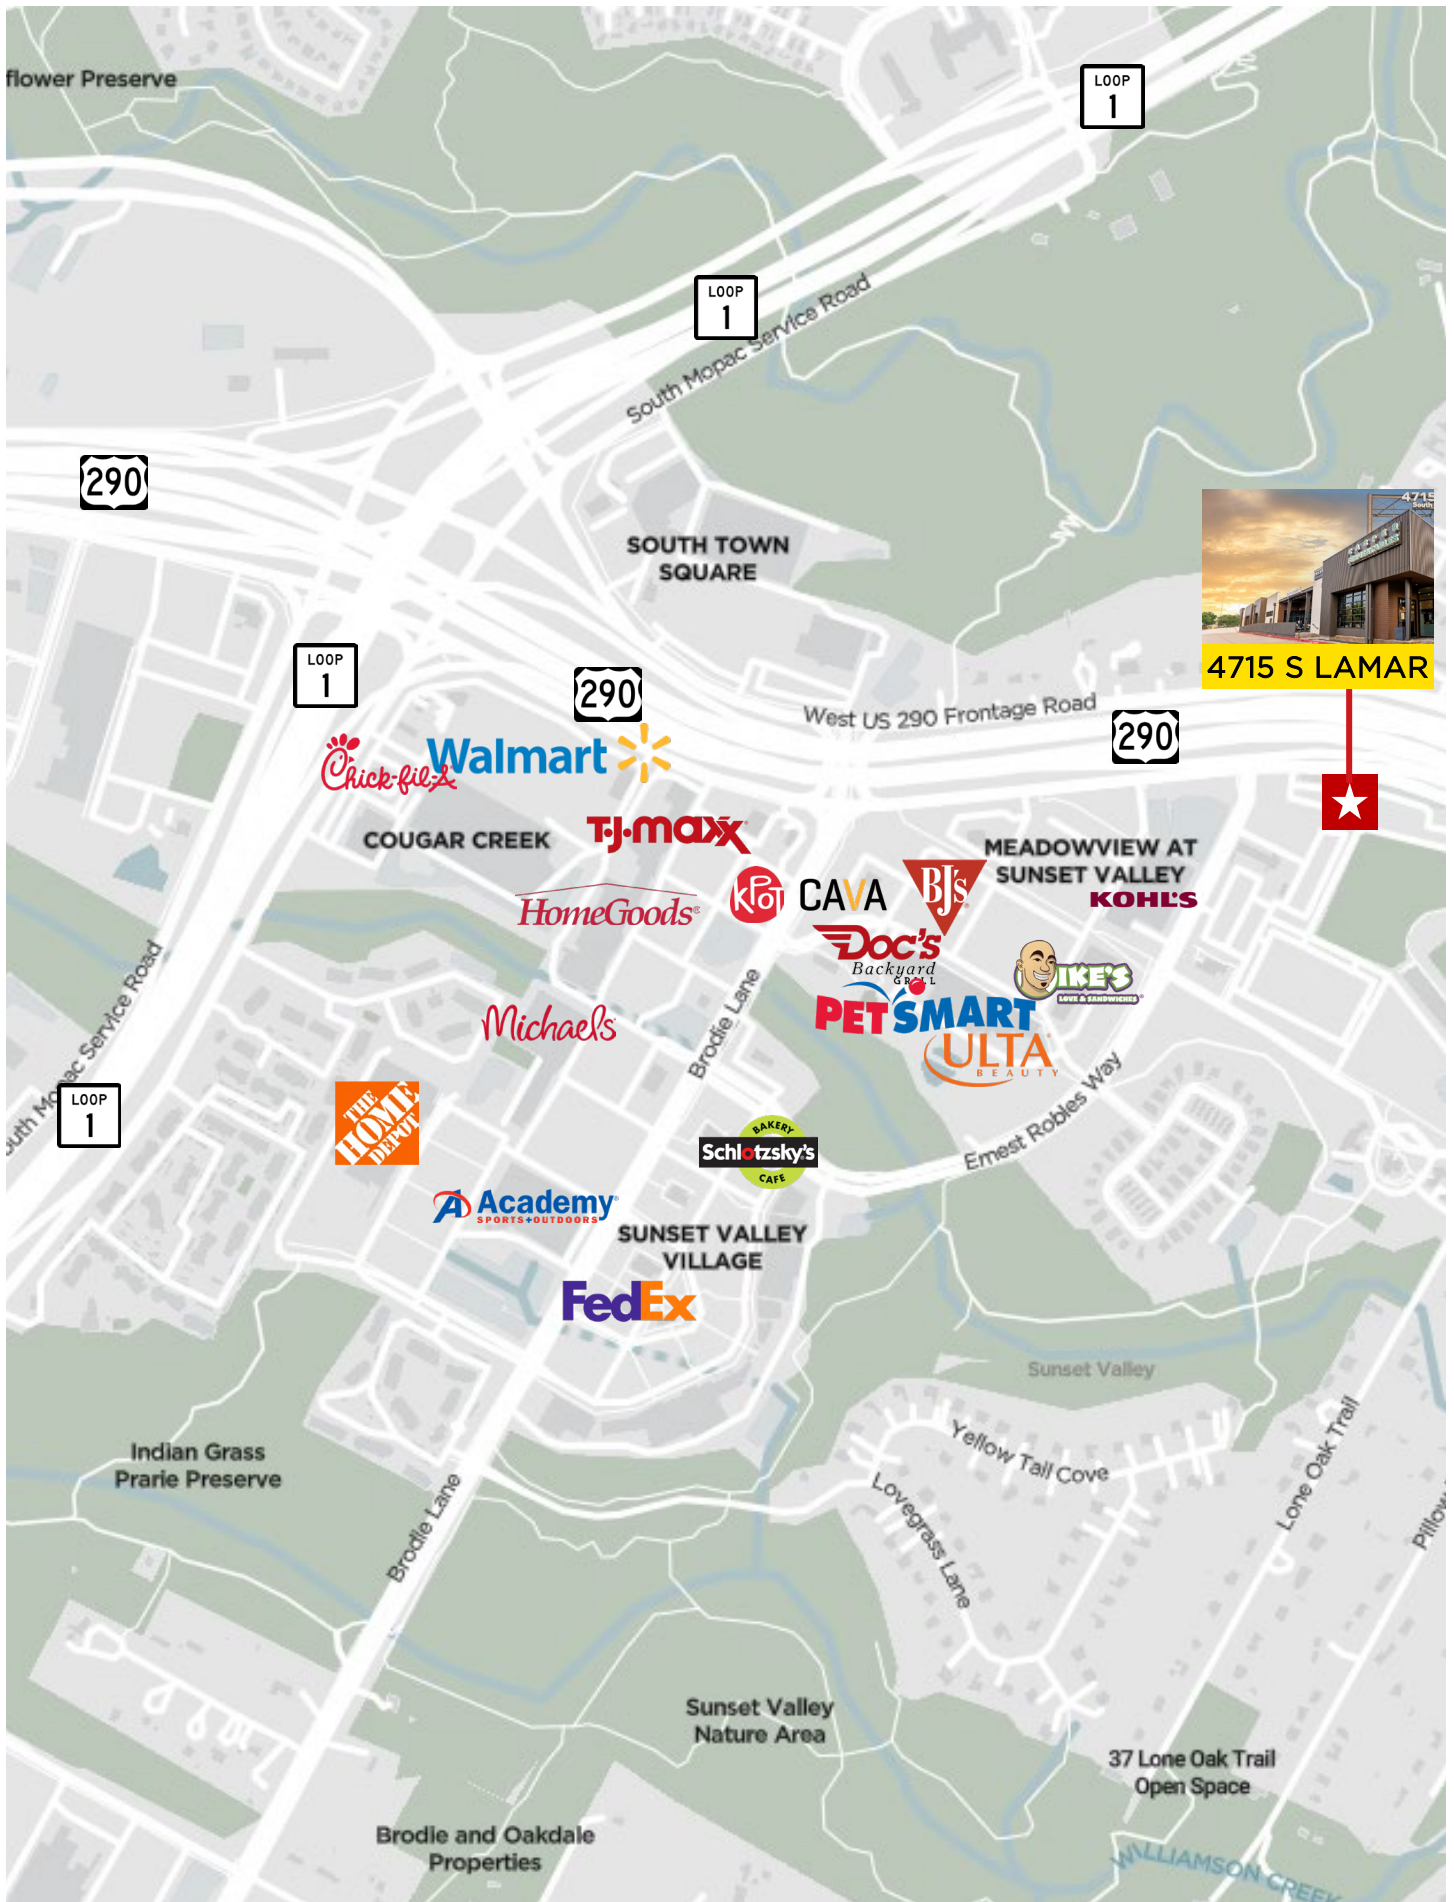 flower Preserve
LOOP
1
LOOP
1
South Mopac Service Road
290
4715
South
SOUTH TOWN
SQUARE
4715 S LAMAR
LOOP
1
290
West US 290 Frontage Road
290
Chick-fil-A
Walmart
COUGAR CREEK
T·J·maxx
MEADOWVIEW AT
SUNSET VALLEY
KOHL'S
HomeGoods
KPOT
CAVA
BJ's
Doc's
Backyard
GRILL
IKE'S
LOVE & SANDWICHES
PETSMART
ULTA
BEAUTY
Michaels
Brodie Lane
South Mopac Service Road
LOOP
1
THE
HOME
DEPOT
Ernest Robles Way
BAKERY
Schlotzsky's
CAFE
Academy
SPORTS+OUTDOORS
SUNSET VALLEY
VILLAGE
FedEx
Sunset Valley
Yellow Tail Cove
Lone Oak Trail
Indian Grass
Prarie Preserve
Brodie Lane
Lovegrass Lane
Pillow
Sunset Valley
Nature Area
37 Lone Oak Trail
Open Space
Brodie and Oakdale
Properties
WILLIAMSON CREEK